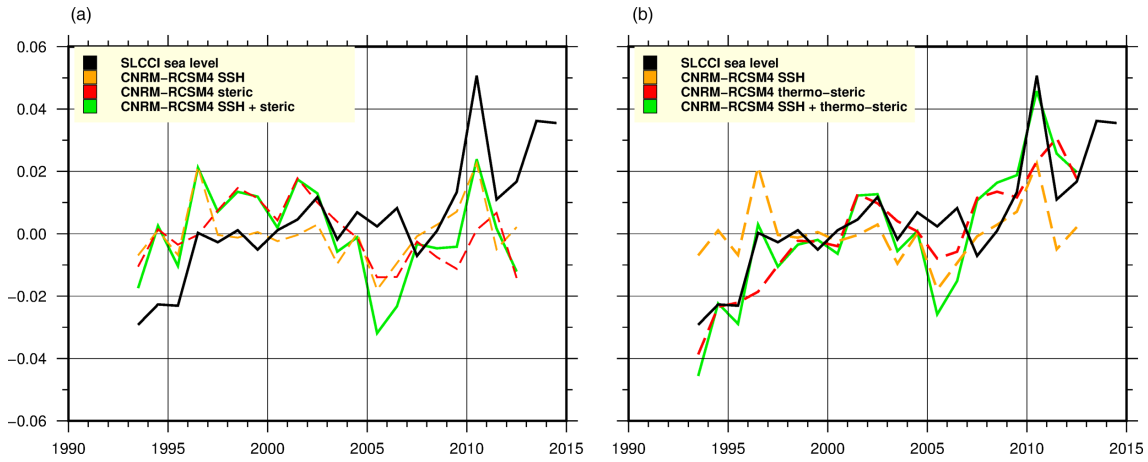 (a)
0.06
0.04
0.02
0.00
−0.02
−0.04
−0.06
1990 1995 2000 2005 2010 2015
SLCCI sea level
CNRM−RCSM4 SSH
CNRM−RCSM4 steric
CNRM−RCSM4 SSH + steric
(b)
SLCCI sea level
CNRM−RCSM4 SSH
CNRM−RCSM4 thermo−steric
CNRM−RCSM4 SSH + thermo−steric
1990 1995 2000 2005 2010 2015